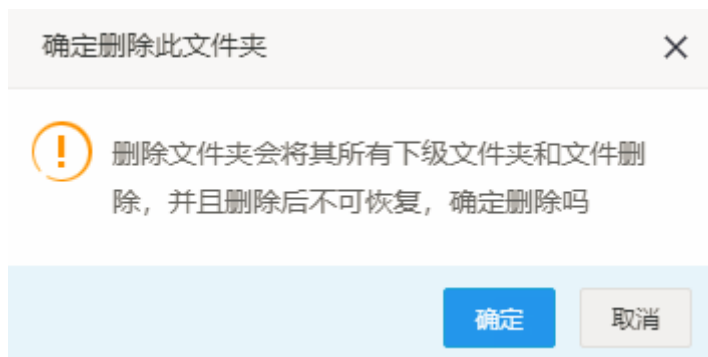 确定删除此文件夹
删除文件夹会将其所有下级文件夹和文件删
除，并且删除后不可恢复，确定删除吗
确定 取消